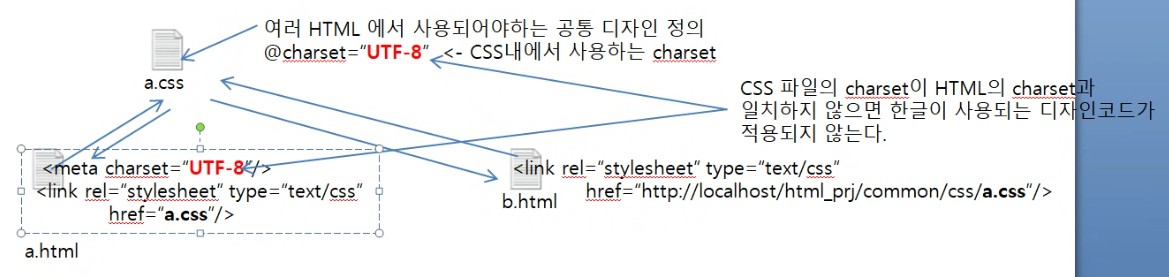 여러 HTML 에서 사용되어야하는 공통 디자인 정의
@charset=“UTF-8” <- CSS내에서 사용하는 charset
a.css
CSS 파일의 charset이 HTML의 charset과
일치하지 않으면 한글이 사용되는 디자인코드가
적용되지 않는다.
<meta charset=“UTF-8”/>
<link rel=“stylesheet” type=“text/css”
href=“a.css”/>
a.html
<link rel=“stylesheet” type=“text/css”
href=“http://localhost/html_prj/common/css/a.css”/>
b.html